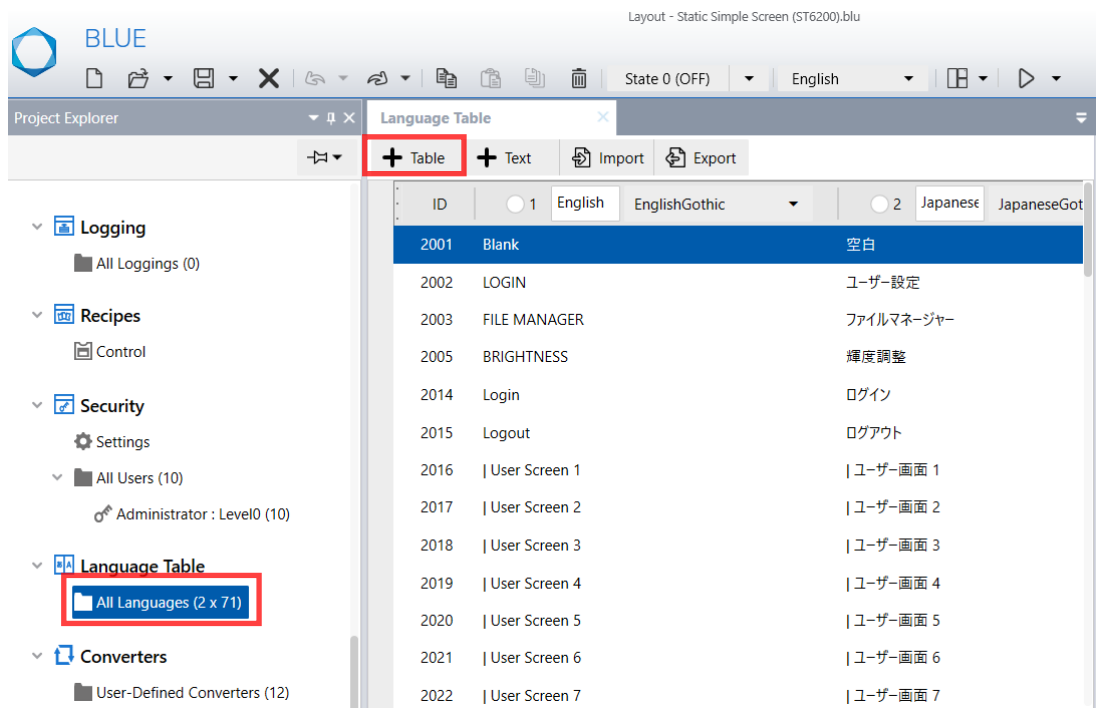 Layout - Static Simple Screen (ST6200).blu
BLUE
State 0 (OFF) English
Project Explorer
Language Table
Table Text Import Export
ID 1 English EnglishGothic 2 Japanese JapaneseGot
Logging
All Loggings (0)
Recipes
Control
Security
Settings
All Users (10)
Administrator : Level0 (10)
Language Table
All Languages (2 x 71)
Converters
User-Defined Converters (12)
2001 Blank 空白
2002 LOGIN ユーザー設定
2003 FILE MANAGER ファイルマネージャー
2005 BRIGHTNESS 輝度調整
2014 Login ログイン
2015 Logout ログアウト
2016 | User Screen 1 | ユーザー画面 1
2017 | User Screen 2 | ユーザー画面 2
2018 | User Screen 3 | ユーザー画面 3
2019 | User Screen 4 | ユーザー画面 4
2020 | User Screen 5 | ユーザー画面 5
2021 | User Screen 6 | ユーザー画面 6
2022 | User Screen 7 | ユーザー画面 7